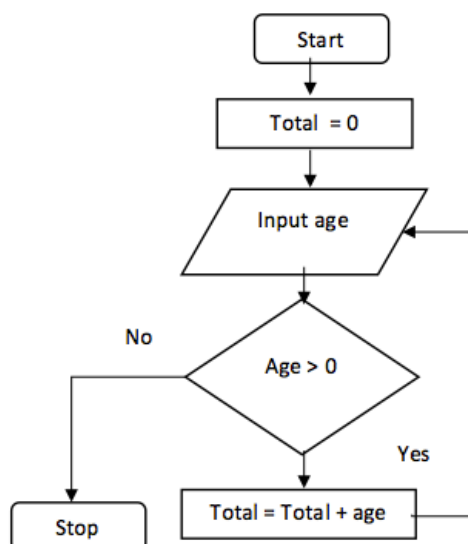 Start
Total = 0
Input age
Age > 0
No
Yes
Total = Total + age
Stop